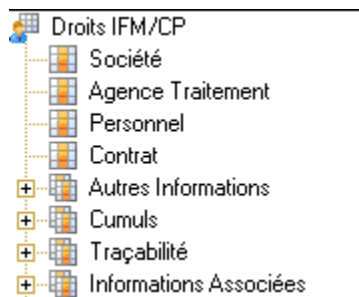 Droits IFM/CP
Société
Agence Traitement
Personnel
Contrat
Autres Informations
Cumuls
Traçabilité
Informations Associées